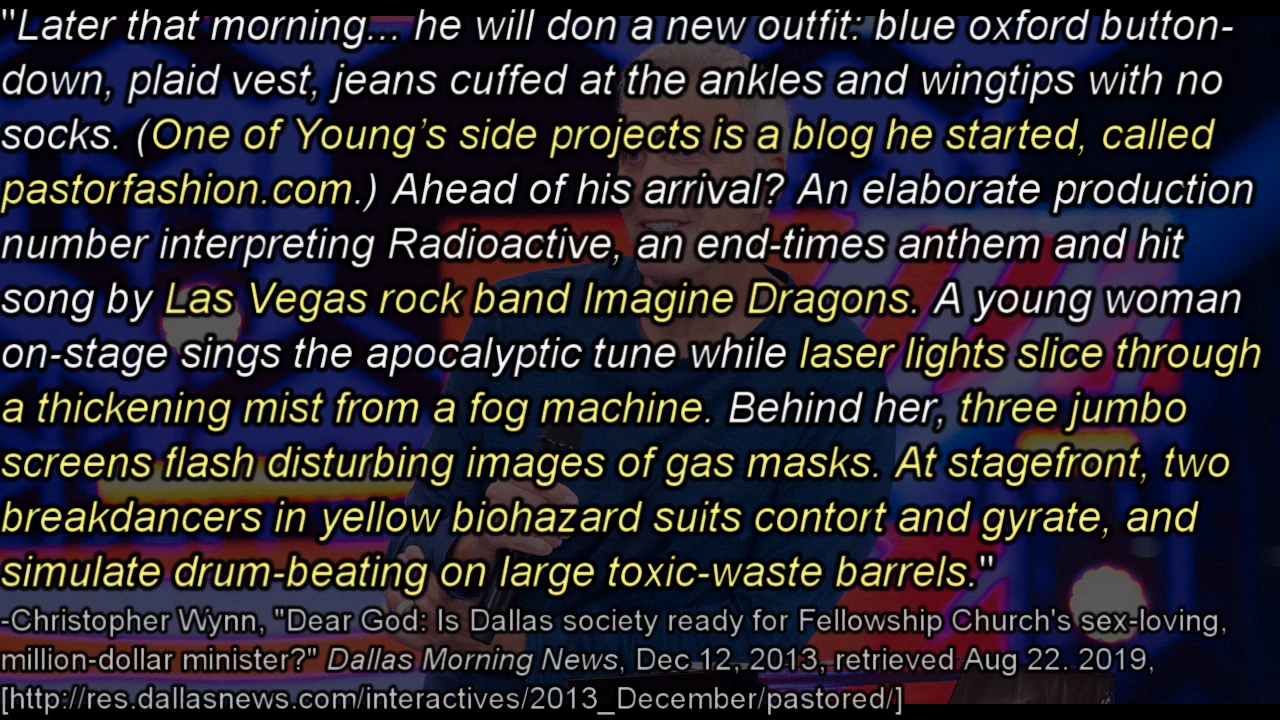 "Later that morning... he will don a new outfit: blue oxford button-
down, plaid vest, jeans cuffed at the ankles and wingtips with no
socks. (One of Young’s side projects is a blog he started, called
pastorfashion.com.) Ahead of his arrival? An elaborate production
number interpreting Radioactive, an end-times anthem and hit
song by Las Vegas rock band Imagine Dragons. A young woman
on-stage sings the apocalyptic tune while laser lights slice through
a thickening mist from a fog machine. Behind her, three jumbo
screens flash disturbing images of gas masks. At stagefront, two
breakdancers in yellow biohazard suits contort and gyrate, and
simulate drum-beating on large toxic-waste barrels."
-Christopher Wynn, "Dear God: Is Dallas society ready for Fellowship Church's sex-loving,
million-dollar minister?" Dallas Morning News, Dec 12, 2013, retrieved Aug 22. 2019,
[http://res.dallasnews.com/interactives/2013_December/pastored/]